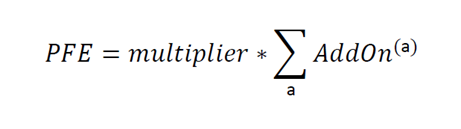 PFE = multiplier * ∑ AddOn^(a)
a